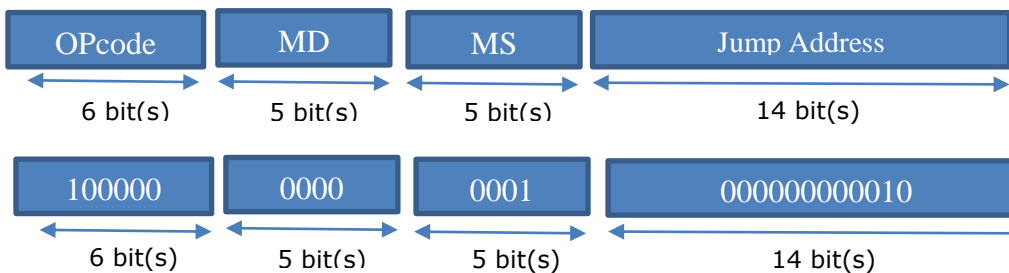 OPcode MD MS Jump Address
6 bit(s) 5 bit(s) 5 bit(s) 14 bit(s)
100000 0000 0001 000000000010
6 bit(s) 5 bit(s) 5 bit(s) 14 bit(s)